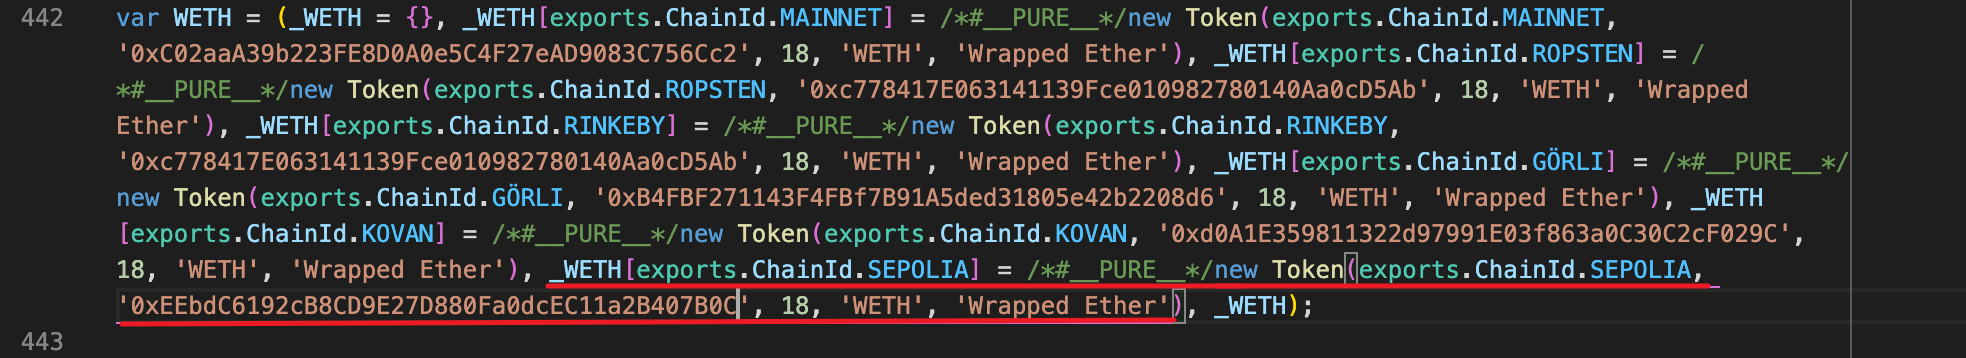 442 var WETH = (_WETH = {}, _WETH[exports.ChainId.MAINNET] = /*#__PURE__*/new Token(exports.ChainId.MAINNET,
'0xC02aaA39b223FE8D0A0e5C4F27eAD9083C756Cc2', 18, 'WETH', 'Wrapped Ether'), _WETH[exports.ChainId.ROPSTEN] = /
*#__PURE__*/new Token(exports.ChainId.ROPSTEN, '0xc778417E063141139Fce010982780140Aa0cD5Ab', 18, 'WETH', 'Wrapped
Ether'), _WETH[exports.ChainId.RINKEBY] = /*#__PURE__*/new Token(exports.ChainId.RINKEBY,
'0xc778417E063141139Fce010982780140Aa0cD5Ab', 18, 'WETH', 'Wrapped Ether'), _WETH[exports.ChainId.GÖRLI] = /*#__PURE__*/
new Token(exports.ChainId.GÖRLI, '0xB4FBF271143F4FBf7B91A5ded31805e42b2208d6', 18, 'WETH', 'Wrapped Ether'), _WETH
[exports.ChainId.KOVAN] = /*#__PURE__*/new Token(exports.ChainId.KOVAN, '0xd0A1E359811322d97991E03f863a0C30C2cF029C',
18, 'WETH', 'Wrapped Ether'), _WETH[exports.ChainId.SEPOLIA] = /*#__PURE__*/new Token(exports.ChainId.SEPOLIA,
'0xEEbdC6192cB8CD9E27D880Fa0dcEC11a2B407B0C', 18, 'WETH', 'Wrapped Ether'), _WETH);
443